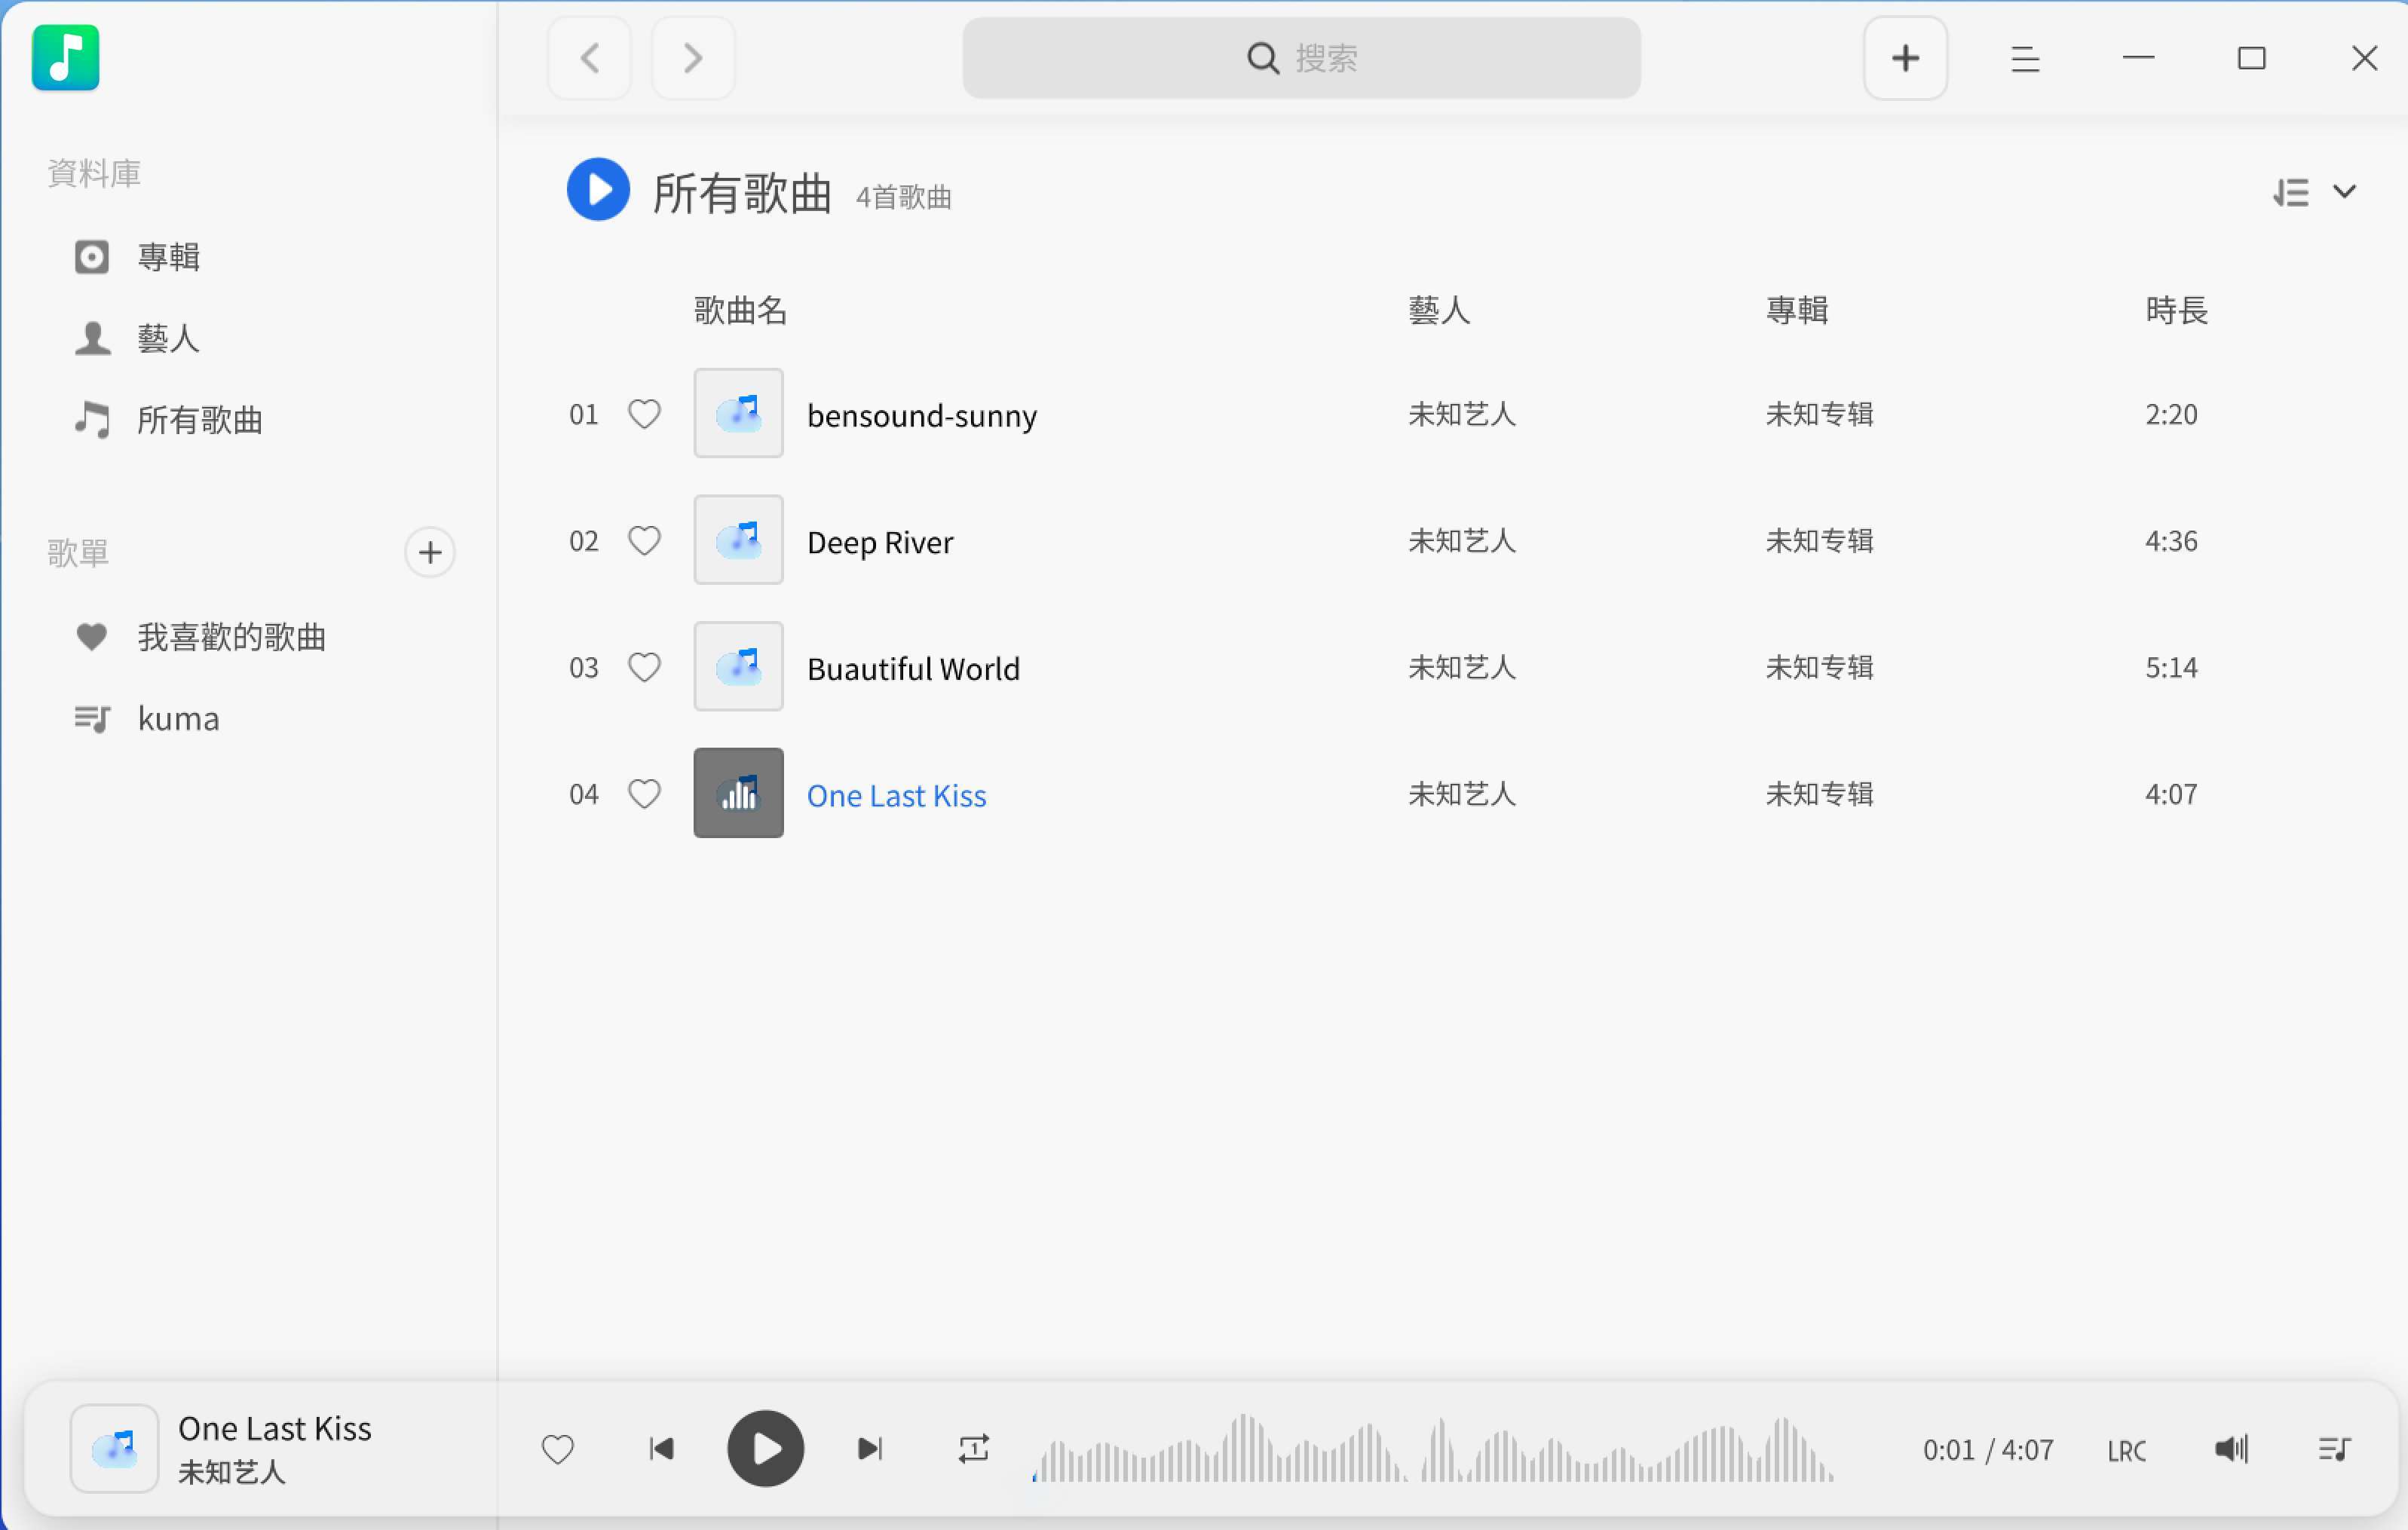 搜索
資料庫
專輯
藝人
所有歌曲
歌單
我喜歡的歌曲
kuma
所有歌曲 4首歌曲
歌曲名 藝人 專輯 時長
01 bensound-sunny 未知艺人 未知专辑 2:20
02 Deep River 未知艺人 未知专辑 4:36
03 Buautiful World 未知艺人 未知专辑 5:14
04 One Last Kiss 未知艺人 未知专辑 4:07
One Last Kiss
未知艺人
1
0:01 / 4:07 LRC